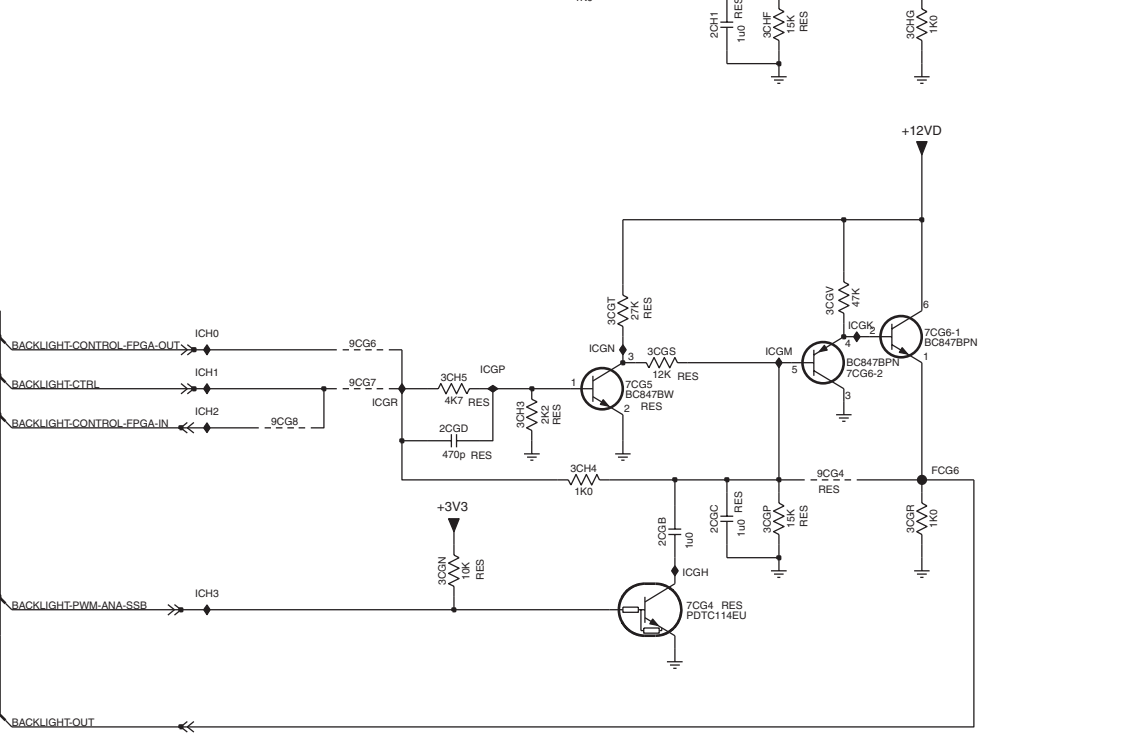 2CH1
1u0
RES
3CHF
15K
RES
3CHG
1K0
+12VD
3CGT
27K
RES
3CGV
47K
ICH0
BACKLIGHT-CONTROL-FPGA-OUT
9CG6
ICH1
BACKLIGHT-CTRL
9CG7
ICGR
ICH2
BACKLIGHT-CONTROL-FPGA-IN
9CG8
3CH5
4K7 RES
ICGP
2CGD
470p RES
3CH3
2K2
RES
ICGN
3
1
2
7CG5
BC847BW
RES
3CGS
12K RES
ICGM
5
4
3
BC847BPN
7CG6-2
ICGK
2
6
1
7CG6-1
BC847BPN
3CH4
1K0
9CG4
RES
FCG6
+3V3
3CGN
10K
RES
2CGB
1u0
2CGC
1u0
RES
3CGP
15K
RES
3CGR
1K0
ICGH
ICH3
BACKLIGHT-PWM-ANA-SSB
7CG4 RES
PDTC114EU
BACKLIGHT-OUT